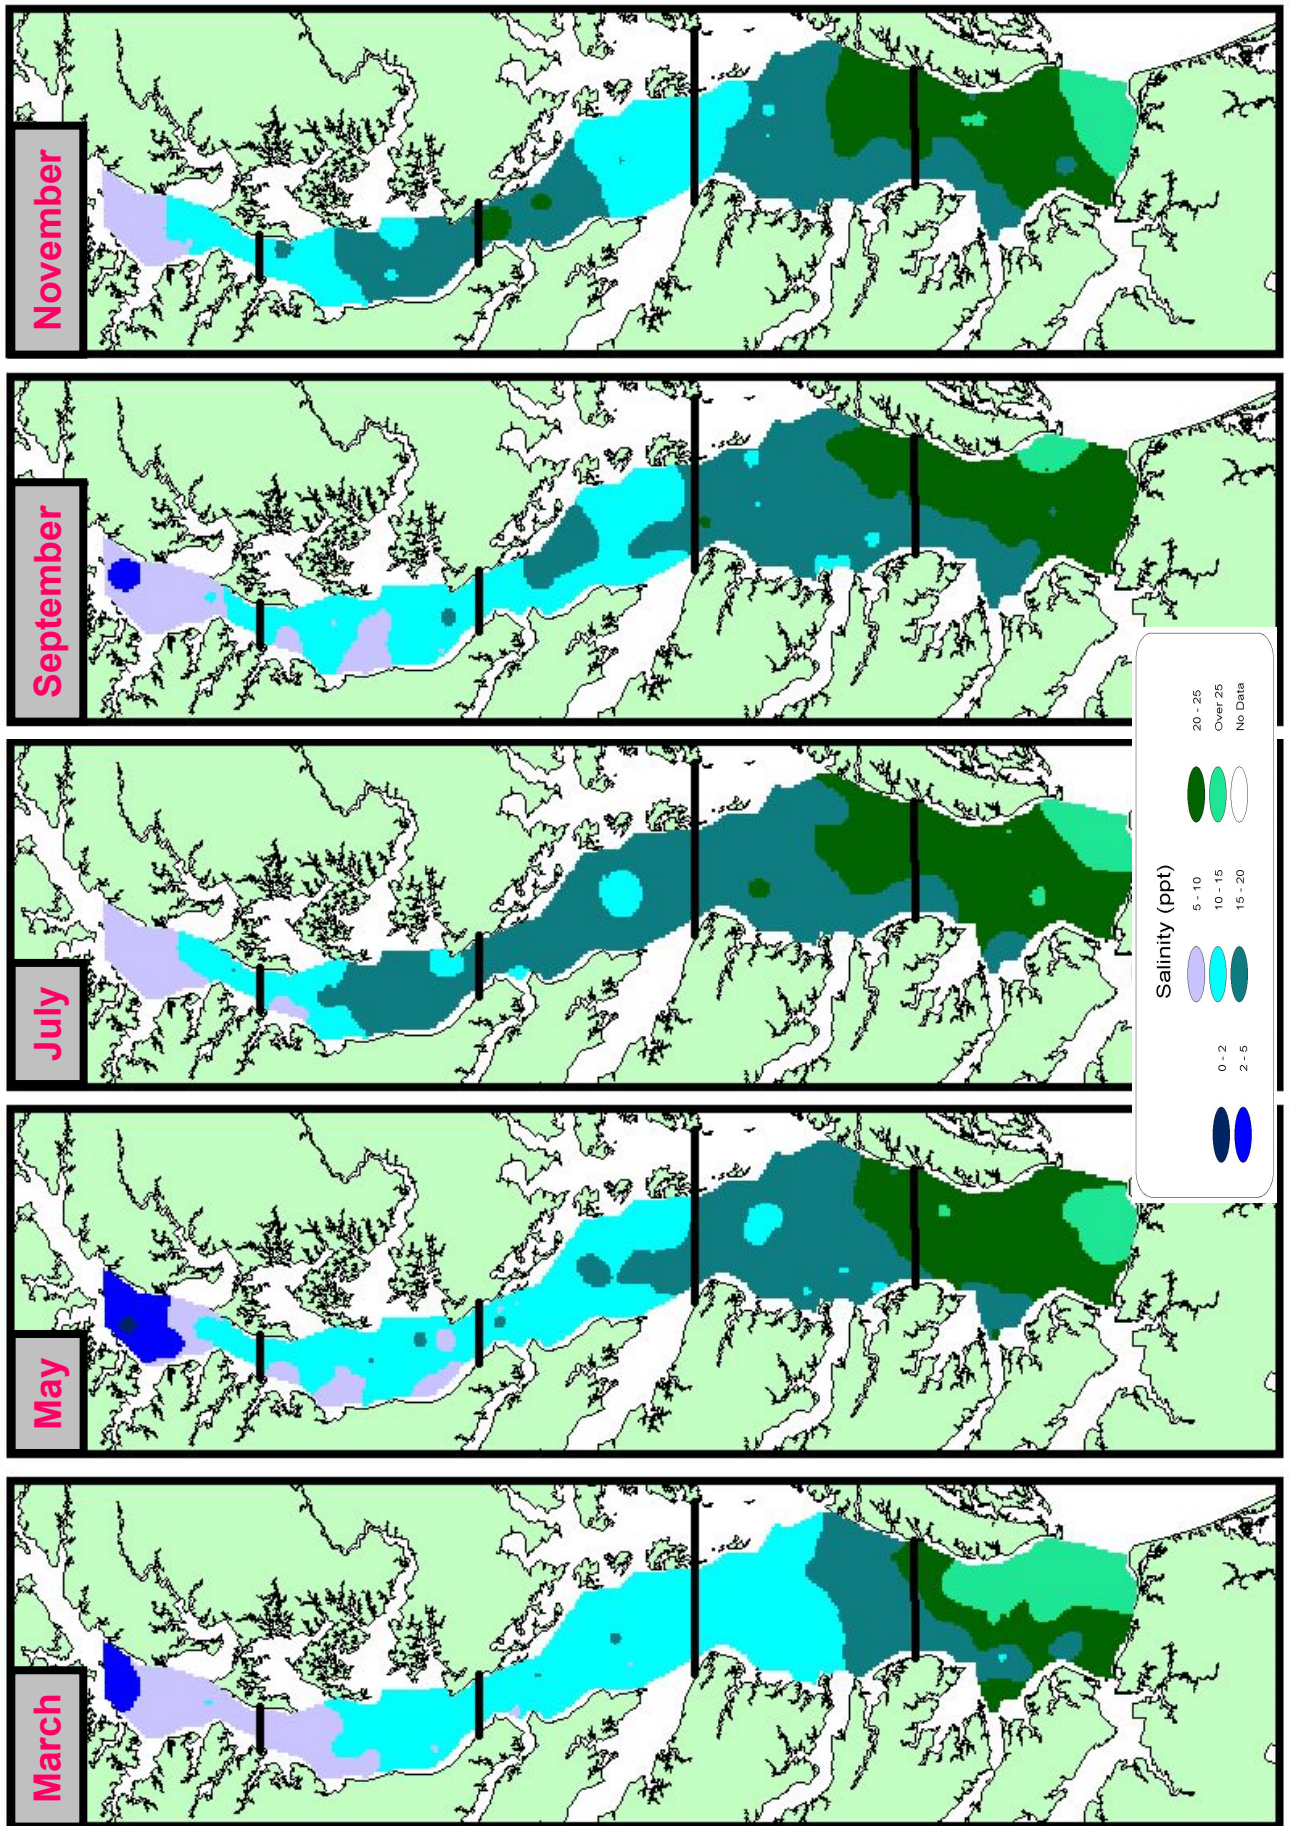 March
May
July
September
November
Salinity (ppt)
0 - 2
2 - 5
5 - 10
10 - 15
15 - 20
20 - 25
Over 25
No Data